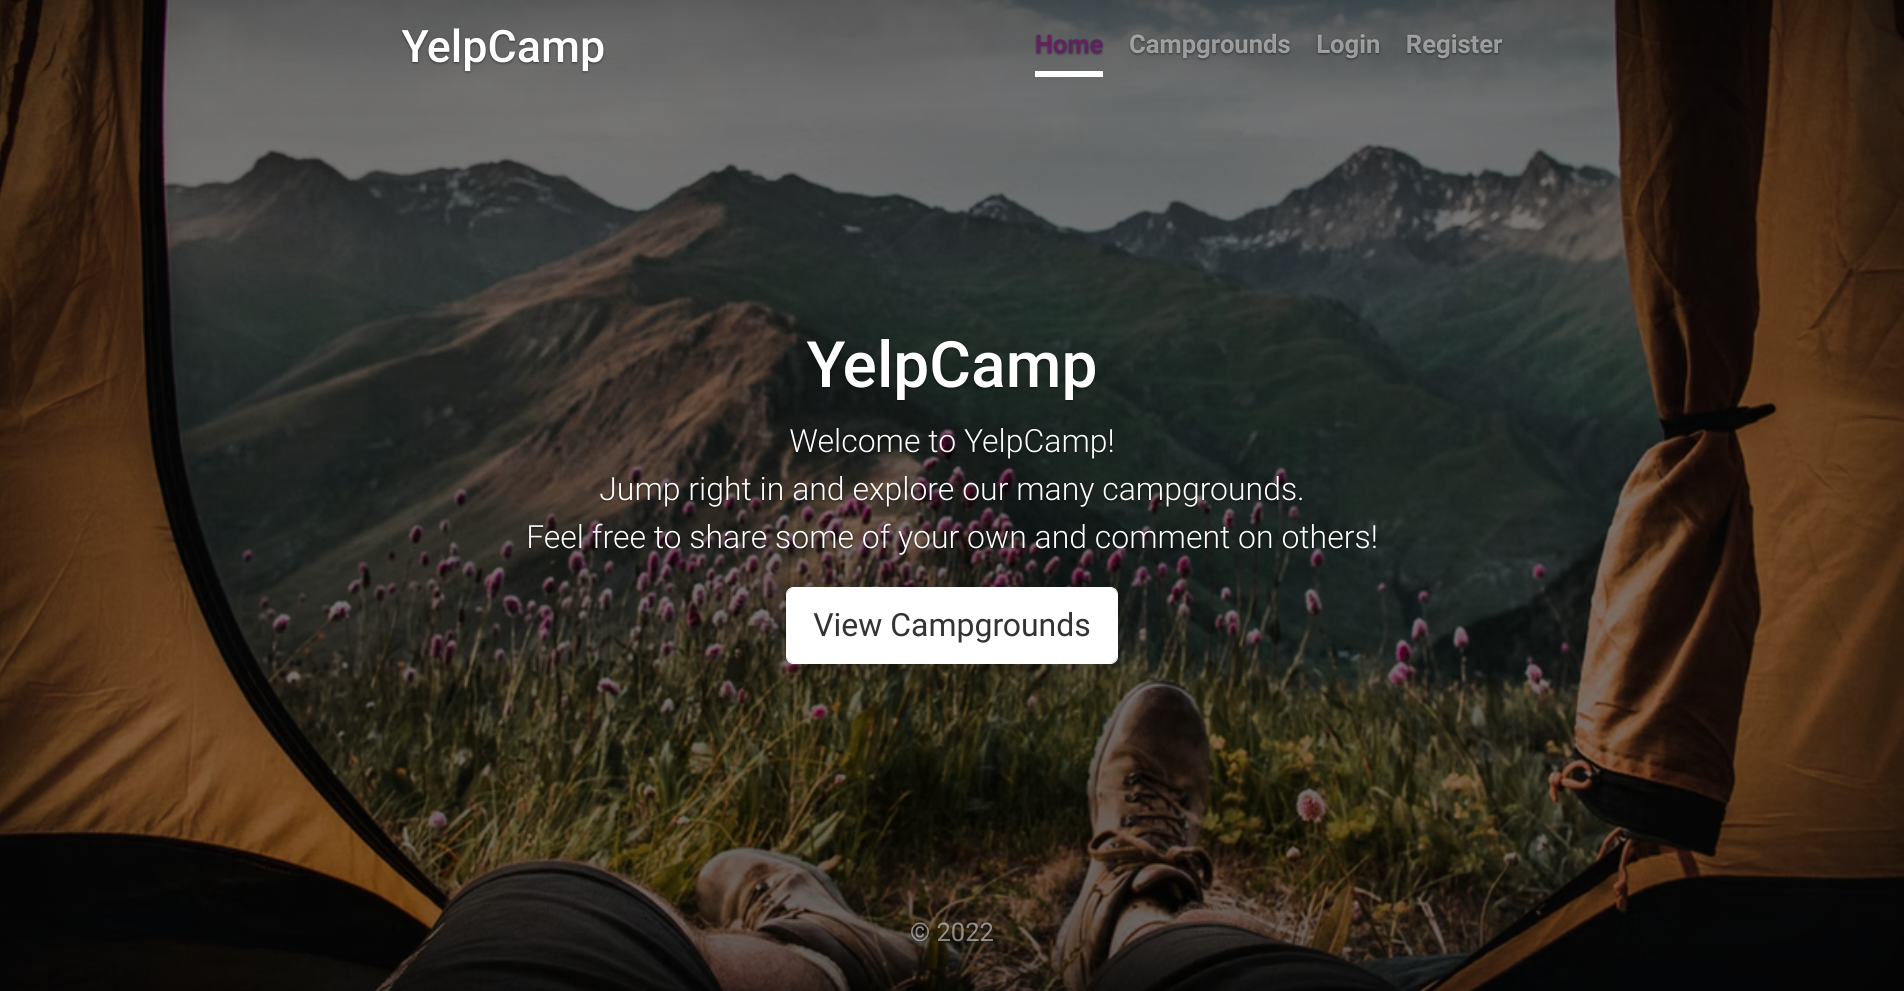 YelpCamp
Home Campgrounds Login Register
YelpCamp
Welcome to YelpCamp!
Jump right in and explore our many campgrounds.
Feel free to share some of your own and comment on others!
View Campgrounds
© 2022